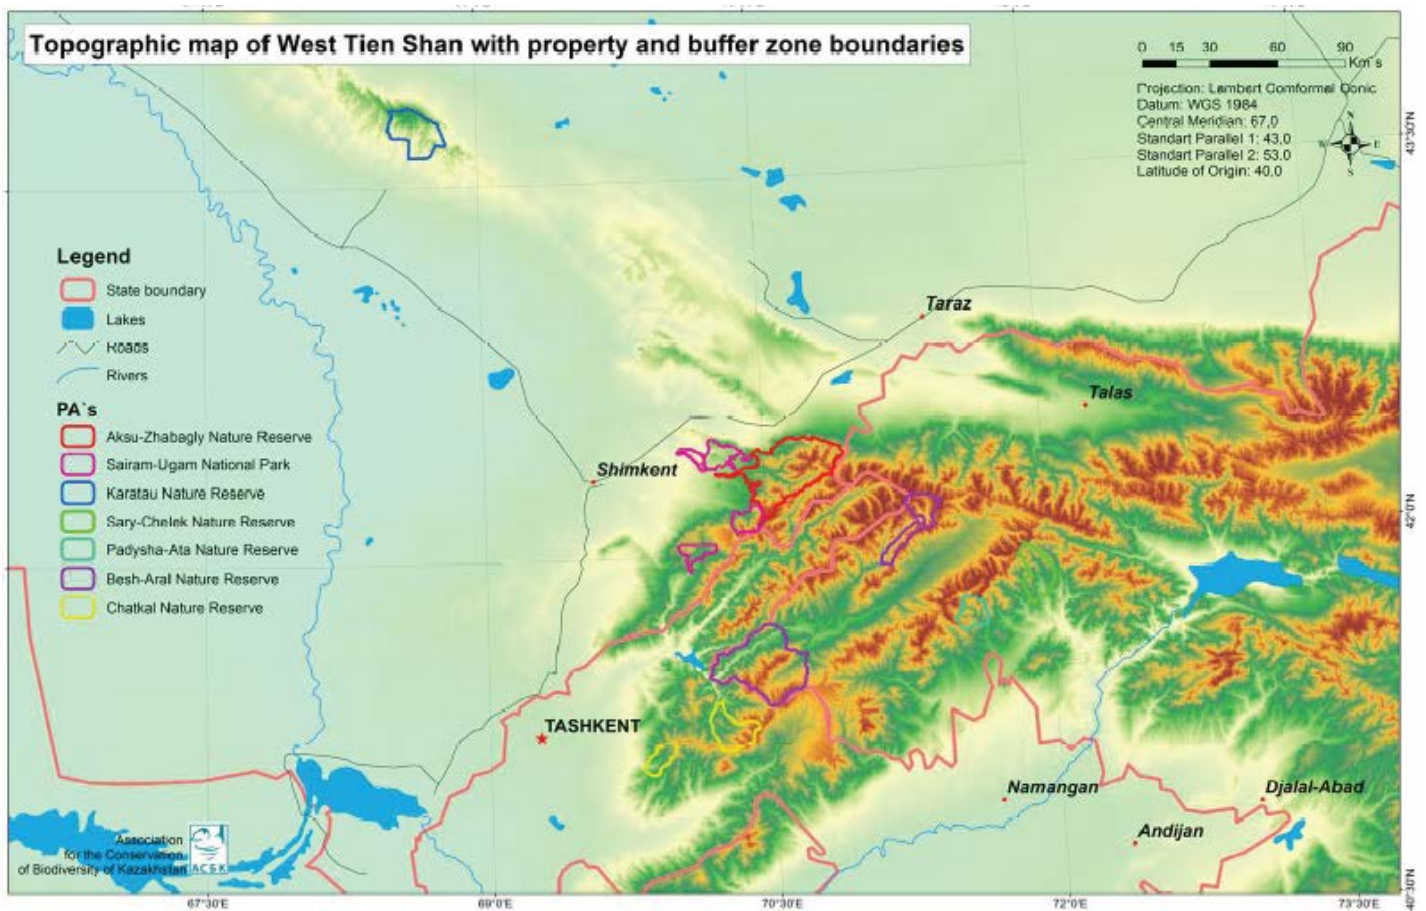 Topographic map of West Tien Shan with property and buffer zone boundaries
0 15 30 60 90
Km`s
Projection: Lambert Comformal Conic
Datum: WGS 1984
Central Meridian: 67,0
Standart Parallel 1: 43,0
Standart Parallel 2: 53,0
Latitude of Origin: 40,0
N
W E
S
43°30'N
Legend
State boundary
Lakes
Roads
Rivers
PA`s
Aksu-Zhabagly Nature Reserve
Sairam-Ugam National Park
Karatau Nature Reserve
Sary-Chelek Nature Reserve
Padysha-Ata Nature Reserve
Besh-Aral Nature Reserve
Chatkal Nature Reserve
Taraz
Talas
Shimkent
42°0'N
TASHKENT
Namangan
Djalal-Abad
Andijan
Association
for the Conservation
of Biodiversity of Kazakhstan
ACSK
67°30'E
69°0'E
70°30'E
72°0'E
73°30'E
40°30'N